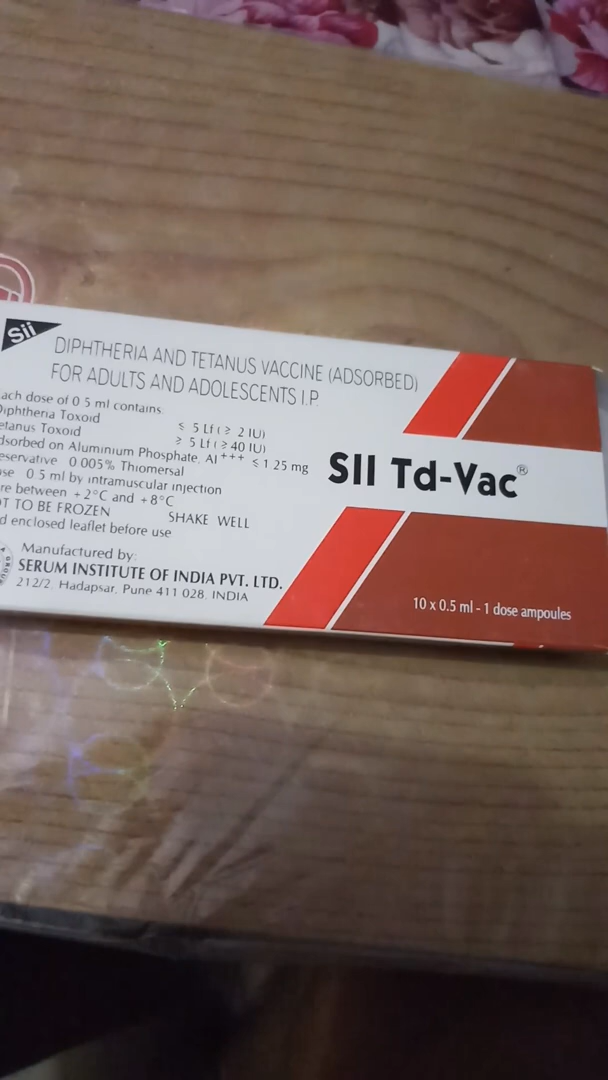 Sii
DIPHTHERIA AND TETANUS VACCINE (ADSORBED)
FOR ADULTS AND ADOLESCENTS I.P.
ach dose of 0 5 ml contains:
iphtheria Toxoid ≤ 5 Lf (≥ 2 IU)
etanus Toxoid ≥ 5 Lf (≥ 40 IU)
dsorbed on Aluminium Phosphate, Al+++ ≤ 1 25 mg
eservative 0 005% Thiomersal
se 0 5 ml by intramuscular injection
re between +2°C and +8°C
T TO BE FROZEN SHAKE WELL
d enclosed leaflet before use
Manufactured by:
SERUM INSTITUTE OF INDIA PVT. LTD.
212/2, Hadapsar, Pune 411 028, INDIA
SII Td-Vac®
10 x 0.5 ml - 1 dose ampoules